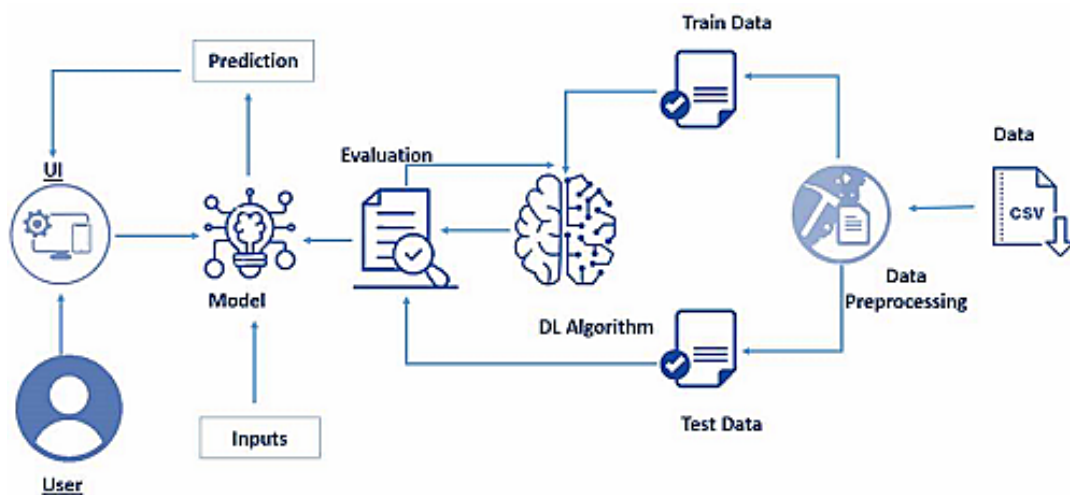 Train Data
Prediction
Data
Evaluation
UI
CSV
Data
Preprocessing
Model
DL Algorithm
Inputs
Test Data
User